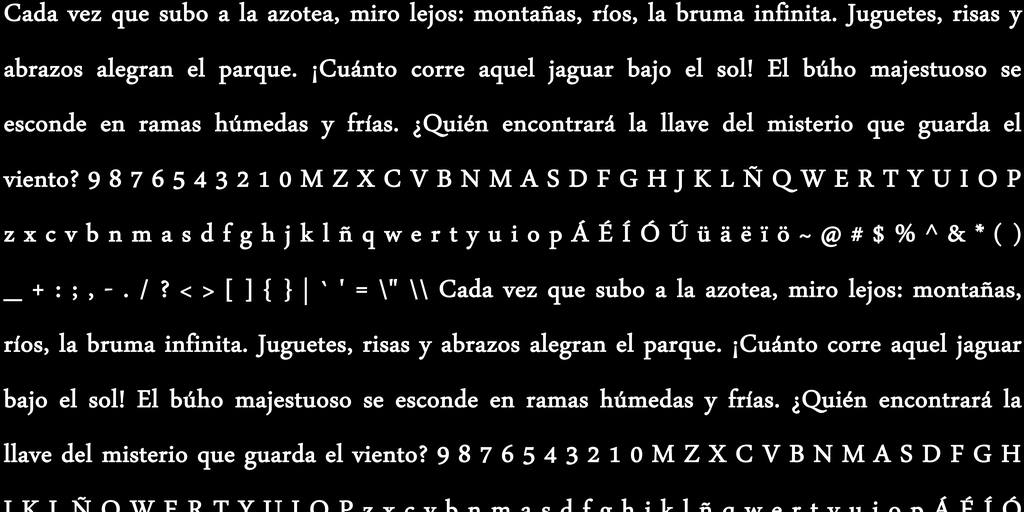 Cada vez que subo a la azotea, miro lejos: montañas, ríos, la bruma infinita. Juguetes, risas y
abrazos alegran el parque. ¡Cuánto corre aquel jaguar bajo el sol! El búho majestuoso se
esconde en ramas húmedas y frías. ¿Quién encontrará la llave del misterio que guarda el
viento? 9 8 7 6 5 4 3 2 1 0 M Z X C V B N M A S D F G H J K L Ñ Q W E R T Y U I O P
z x c v b n m a s d f g h j k l ñ q w e r t y u i o p Á É Í Ó Ú ü ä ë ï ö ~ @ # $ % ^ & * ( )
_ + : ; , - . / ? < > [ ] { } | ` ' = \" \\ Cada vez que subo a la azotea, miro lejos: montañas,
ríos, la bruma infinita. Juguetes, risas y abrazos alegran el parque. ¡Cuánto corre aquel jaguar
bajo el sol! El búho majestuoso se esconde en ramas húmedas y frías. ¿Quién encontrará la
llave del misterio que guarda el viento? 9 8 7 6 5 4 3 2 1 0 M Z X C V B N M A S D F G H
J K L Ñ Q W E R T Y U I O P z x c v b n m a s d f g h j k l ñ q w e r t y u i o p Á É Í Ó